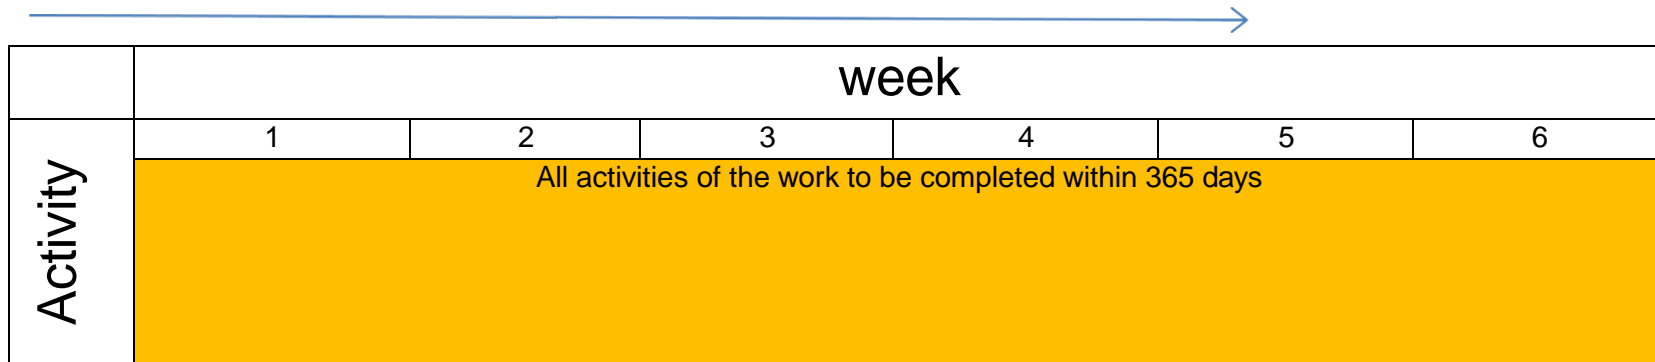 week
1 2 3 4 5 6
Activity
All activities of the work to be completed within 365 days